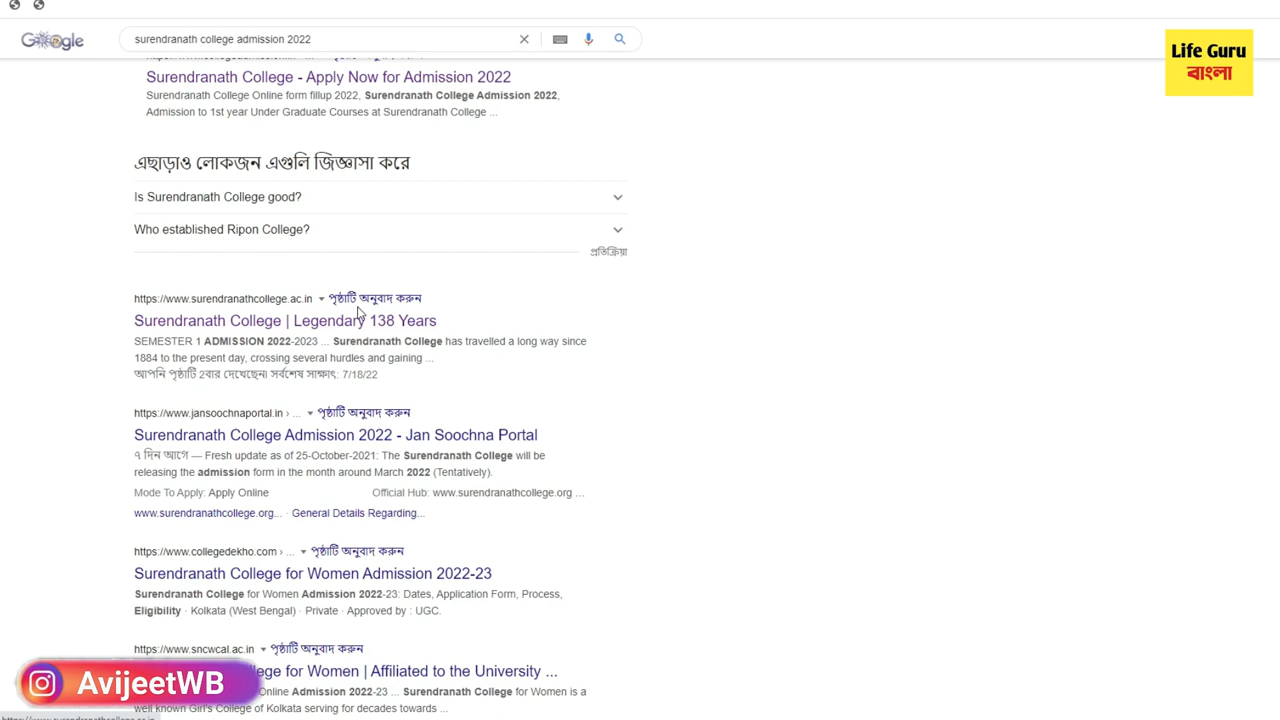 Google
surendranath college admission 2022
Life Guru
বাংলা
Surendranath College - Apply Now for Admission 2022
Surendranath College Online form fillup 2022, Surendranath College Admission 2022,
Admission to 1st year Under Graduate Courses at Surendranath College ...
এছাড়াও লোকজন এগুলি জিজ্ঞাসা করে
Is Surendranath College good?
Who established Ripon College?
প্রতিক্রিয়া
https://www.surendranathcollege.ac.in পৃষ্ঠাটি অনুবাদ করুন
Surendranath College | Legendary 138 Years
SEMESTER 1 ADMISSION 2022-2023 ... Surendranath College has travelled a long way since
1884 to the present day, crossing several hurdles and gaining ...
আপনি পৃষ্ঠাটি 2বার দেখেছেন৷ সর্বশেষ সাক্ষাৎ: 7/18/22
https://www.jansoochnaportal.in › ... পৃষ্ঠাটি অনুবাদ করুন
Surendranath College Admission 2022 - Jan Soochna Portal
৭ দিন আগে — Fresh update as of 25-October-2021: The Surendranath College will be
releasing the admission form in the month around March 2022 (Tentatively).
Mode To Apply: Apply Online Official Hub: www.surendranathcollege.org ...
www.surendranathcollege.org... · General Details Regarding...
https://www.collegedekho.com › ... পৃষ্ঠাটি অনুবাদ করুন
Surendranath College for Women Admission 2022-23
Surendranath College for Women Admission 2022-23: Dates, Application Form, Process,
Eligibility · Kolkata (West Bengal) · Private · Approved by : UGC.
https://www.sncwcal.ac.in পৃষ্ঠাটি অনুবাদ করুন
for Women | Affiliated to the University ...
AvijeetWB
Online Admission 2022-23 ... Surendranath College for Women is a
well known Girl's College of Kolkata serving for decades towards ...